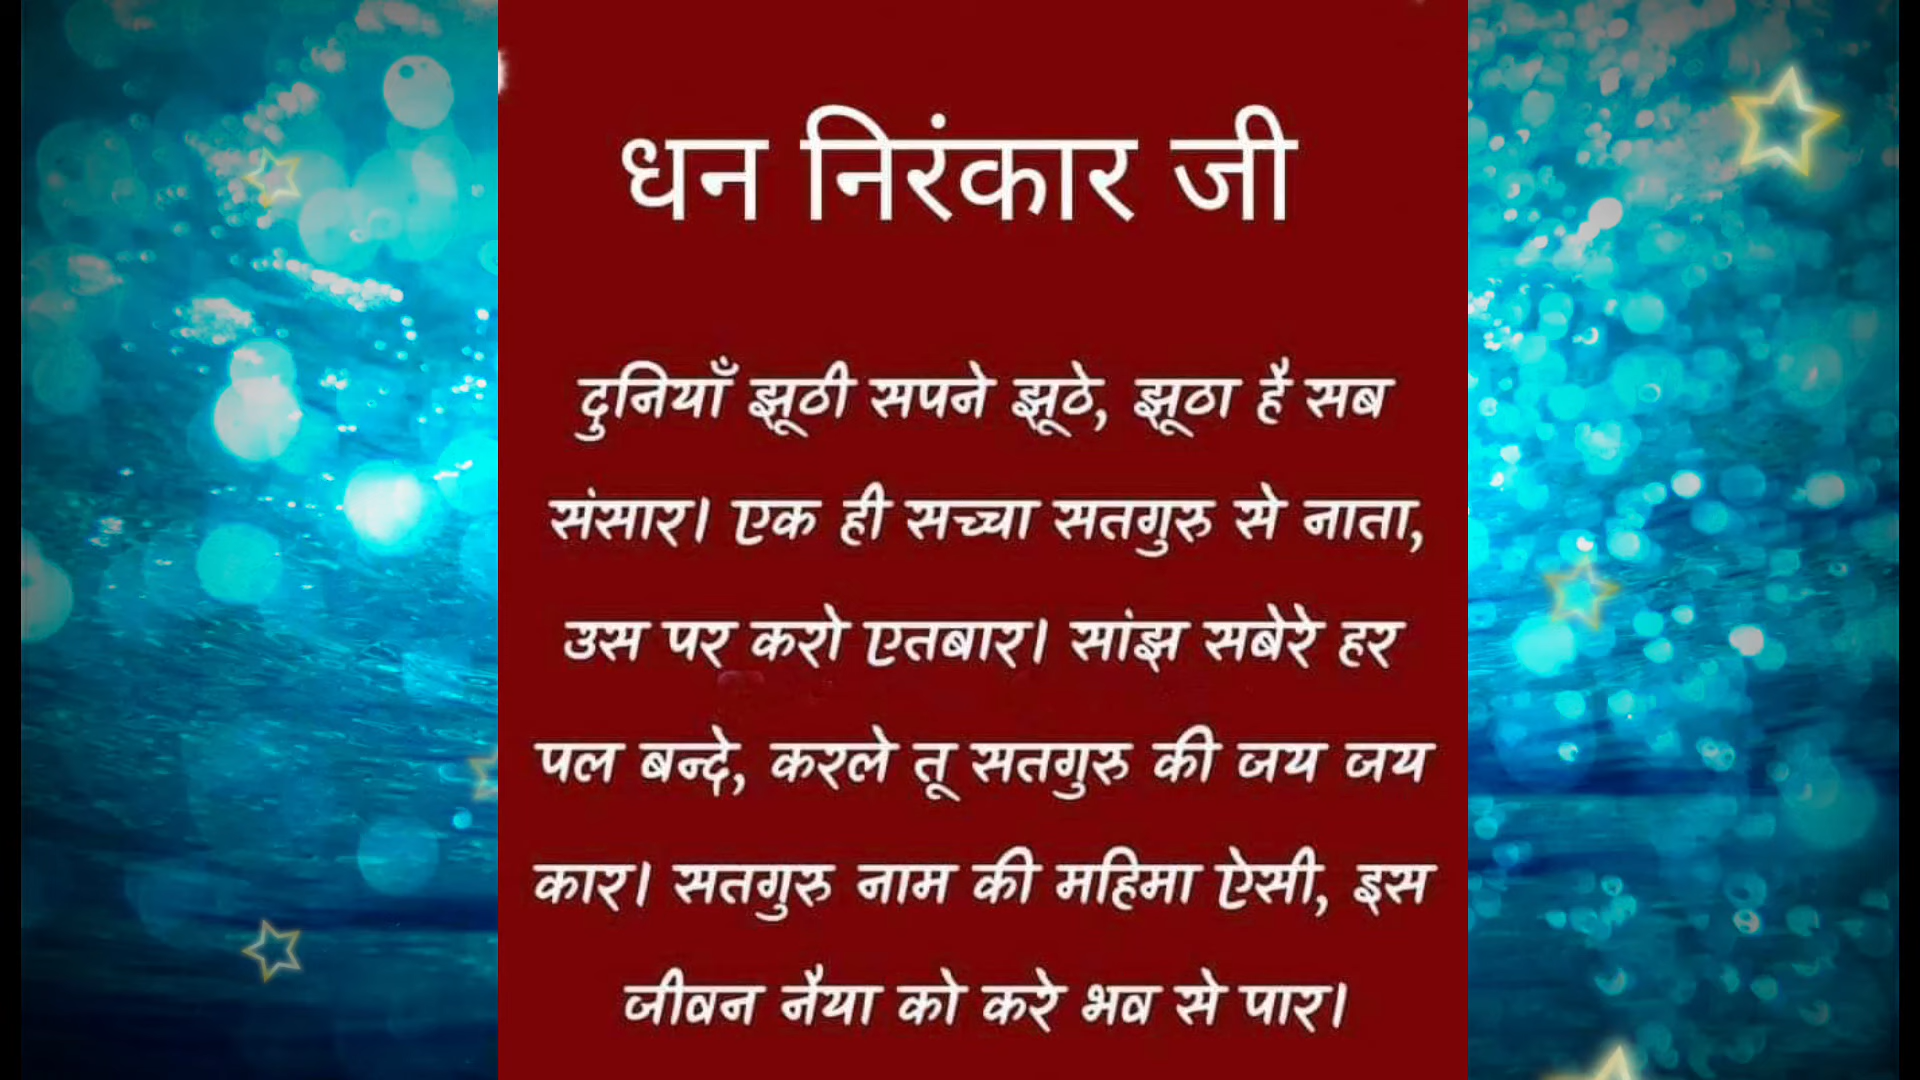 धन निरंकार जी
दुनियाँ झूठी सपने झूठे, झूठा है सब
संसार। एक ही सच्चा सतगुरु से नाता,
उस पर करो एतबार। सांझ सबेरे हर
पल बन्दे, करले तू सतगुरु की जय जय
कार। सतगुरु नाम की महिमा ऐसी, इस
जीवन नैया को करे भव से पार।